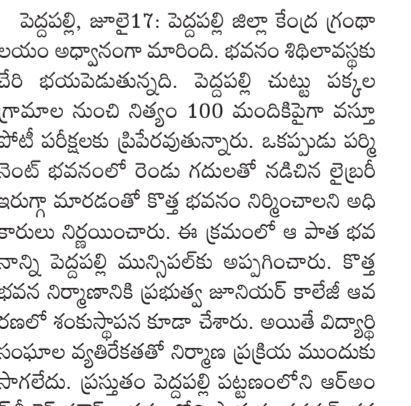 పెద్దపల్లి, జూలై17: పెద్దపల్లి జిల్లా కేంద్ర గ్రంథా
లయం అధ్వానంగా మారింది. భవనం శిథిలావస్థకు
చేరి భయపెడుతున్నది. పెద్దపల్లి చుట్టు పక్కల
గ్రామాల నుంచి నిత్యం 100 మందికిపైగా వస్తూ
పోటీ పరీక్షలకు ప్రిపేరవుతున్నారు. ఒకప్పుడు పర్మి
నెంట్ భవనంలో రెండు గదులతో నడిచిన లైబ్రరీ
ఇరుగ్గా మారడంతో కొత్త భవనం నిర్మించాలని అధి
కారులు నిర్ణయించారు. ఈ క్రమంలో ఆ పాత భవ
నాన్ని పెద్దపల్లి మున్సిపల్‌కు అప్పగించారు. కొత్త
భవన నిర్మాణానికి ప్రభుత్వ జూనియర్ కాలేజీ ఆవ
రణలో శంకుస్థాపన కూడా చేశారు. అయితే విద్యార్థి
సంఘాల వ్యతిరేకతతో నిర్మాణ ప్రక్రియ ముందుకు
సాగలేదు. ప్రస్తుతం పెద్దపల్లి పట్టణంలోని ఆర్అం